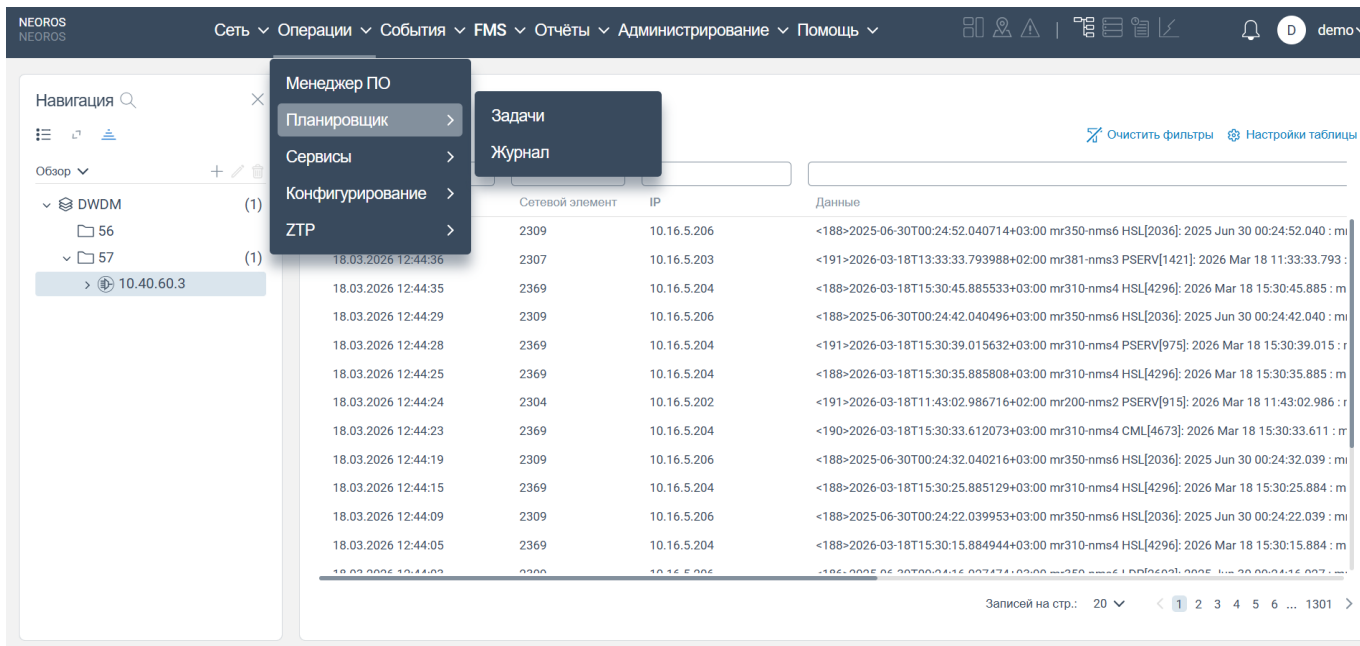 NEOROS
NEOROS
Сеть Операции События FMS Отчёты Администрирование Помощь
D demo
Менеджер ПО
Планировщик
Сервисы
Конфигурирование
ZTP
Задачи
Журнал
Навигация
Обзор
DWDM (1)
56
57 (1)
10.40.60.3
Очистить фильтры Настройки таблицы
Сетевой элемент IP Данные
2309 10.16.5.206 <188>2025-06-30T00:24:52.040714+03:00 mr350-nms6 HSL[2036]: 2025 Jun 30 00:24:52.040 :
18.03.2026 12:44:36 2307 10.16.5.203 <191>2026-03-18T13:33:33.793988+02:00 mr381-nms3 PSERV[1421]: 2026 Mar 18 11:33:33.793 :
18.03.2026 12:44:35 2369 10.16.5.204 <188>2026-03-18T15:30:45.885533+03:00 mr310-nms4 HSL[4296]: 2026 Mar 18 15:30:45.885 : m
18.03.2026 12:44:29 2309 10.16.5.206 <188>2025-06-30T00:24:42.040496+03:00 mr350-nms6 HSL[2036]: 2025 Jun 30 00:24:42.040 :
18.03.2026 12:44:28 2369 10.16.5.204 <191>2026-03-18T15:30:39.015632+03:00 mr310-nms4 PSERV[975]: 2026 Mar 18 15:30:39.015 :
18.03.2026 12:44:25 2369 10.16.5.204 <188>2026-03-18T15:30:35.885808+03:00 mr310-nms4 HSL[4296]: 2026 Mar 18 15:30:35.885 : m
18.03.2026 12:44:24 2304 10.16.5.202 <191>2026-03-18T11:43:02.986716+02:00 mr200-nms2 PSERV[915]: 2026 Mar 18 11:43:02.986 :
18.03.2026 12:44:23 2369 10.16.5.204 <190>2026-03-18T15:30:33.612073+03:00 mr310-nms4 CML[4673]: 2026 Mar 18 15:30:33.611 :
18.03.2026 12:44:19 2309 10.16.5.206 <188>2025-06-30T00:24:32.040216+03:00 mr350-nms6 HSL[2036]: 2025 Jun 30 00:24:32.039 :
18.03.2026 12:44:15 2369 10.16.5.204 <188>2026-03-18T15:30:25.885129+03:00 mr310-nms4 HSL[4296]: 2026 Mar 18 15:30:25.884 : m
18.03.2026 12:44:09 2309 10.16.5.206 <188>2025-06-30T00:24:22.039953+03:00 mr350-nms6 HSL[2036]: 2025 Jun 30 00:24:22.039 :
18.03.2026 12:44:05 2369 10.16.5.204 <188>2026-03-18T15:30:15.884944+03:00 mr310-nms4 HSL[4296]: 2026 Mar 18 15:30:15.884 : m
Записей на стр.: 20 1 2 3 4 5 6 ... 1301